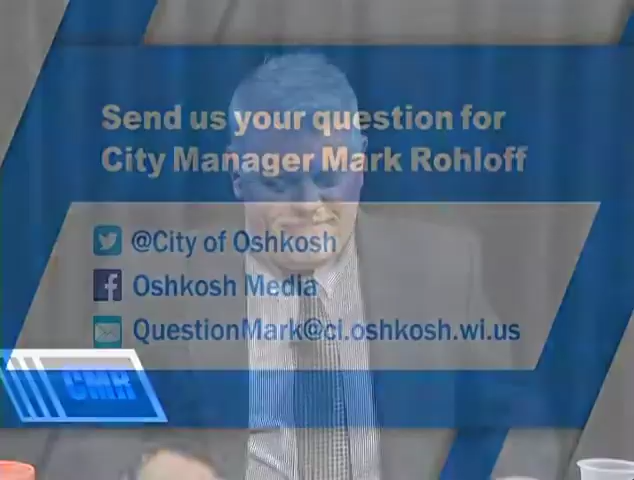 Send us your question for
City Manager Mark Rohloff
@City of Oshkosh
Oshkosh Media
QuestionMark@ci.oshkosh.wi.us
CMR